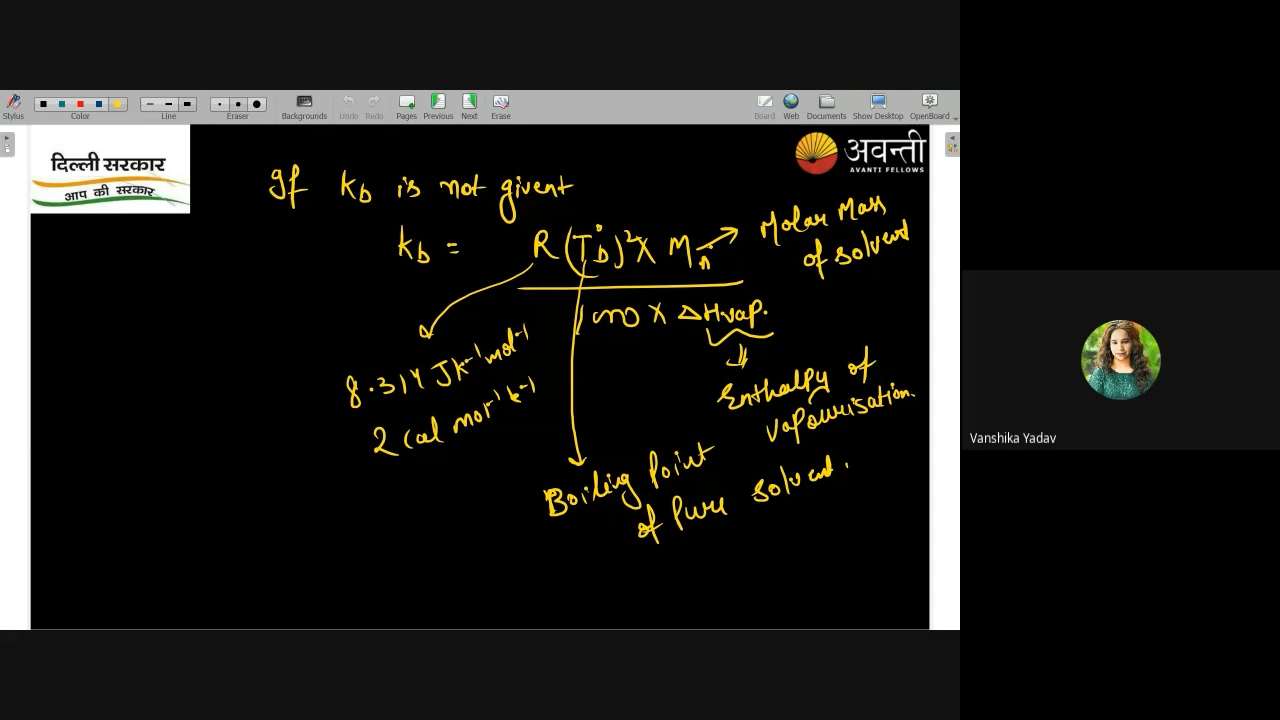 Stylus
Color
Line
Eraser
Backgrounds
Undo
Redo
Pages
Previous
Next
Erase
Board
Web
Documents
Show Desktop
OpenBoard
दिल्ली सरकार
आप की सरकार
अवन्ती
AVANTI FELLOWS
If Kb is not givent
Kb = R(T°b)² X MA
1000 X ΔHvap.
Molar Mass
of solvent
8.314 JK⁻¹mol⁻¹
2 cal mol⁻¹ k⁻¹
Enthalpy of
vapourisation.
Boiling Point
of Pure solvent.
Vanshika Yadav